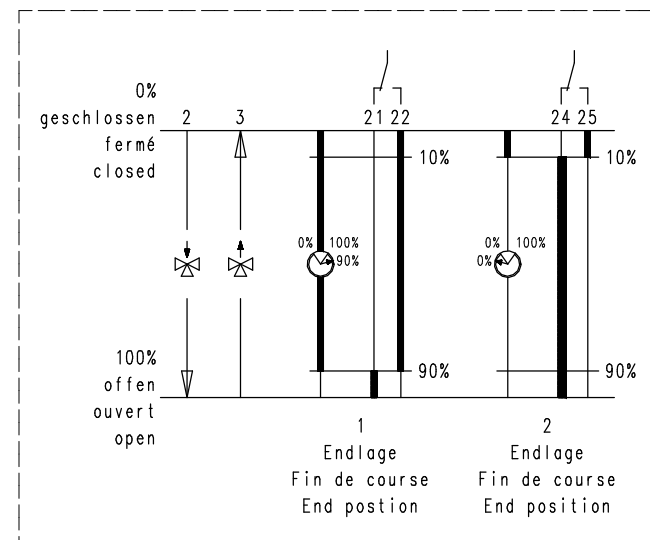 0%
geschlossen
fermé
closed
2 3 21 22 24 25
10% 10%
0% 100%
90%
0% 100%
0%
90% 90%
100%
offen
ouvert
open
1
Endlage
Fin de course
End postion
2
Endlage
Fin de course
End position